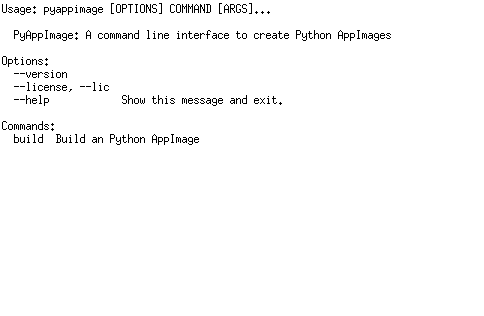 Usage: pyappimage [OPTIONS] COMMAND [ARGS]...
PyAppImage: A command line interface to create Python AppImages
Options:
--version
--license, --lic
--help Show this message and exit.
Commands:
build Build an Python AppImage